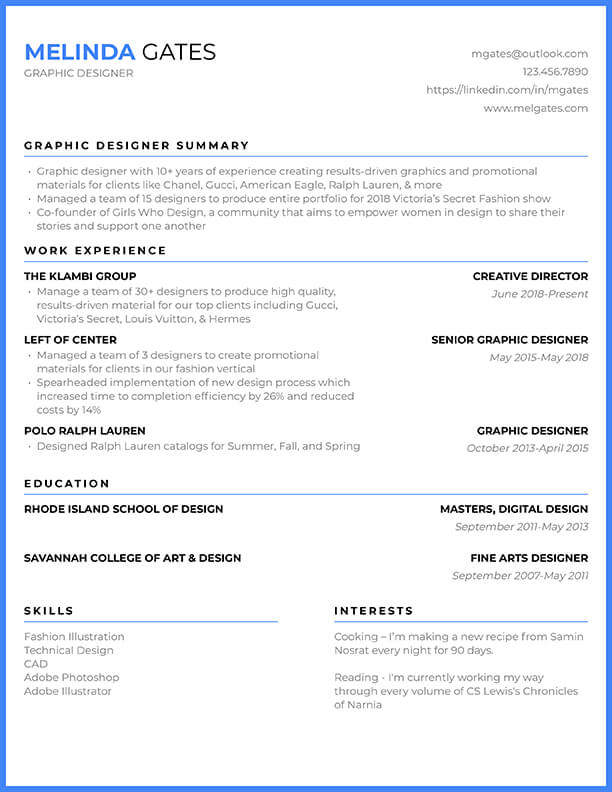 MELINDA GATES
GRAPHIC DESIGNER
mgates@outlook.com
123.456.7890
https://linkedin.com/in/mgates
www.melgates.com
GRAPHIC DESIGNER SUMMARY
• Graphic designer with 10+ years of experience creating results-driven graphics and promotional
materials for clients like Chanel, Gucci, American Eagle, Ralph Lauren, & more
• Managed a team of 15 designers to produce entire portfolio for 2018 Victoria's Secret Fashion show
• Co-founder of Girls Who Design, a community that aims to empower women in design to share their
stories and support one another
WORK EXPERIENCE
THE KLAMBI GROUP
CREATIVE DIRECTOR
June 2018-Present
• Manage a team of 30+ designers to produce high quality,
results-driven material for our top clients including Gucci,
Victoria's Secret, Louis Vuitton, & Hermes
LEFT OF CENTER
SENIOR GRAPHIC DESIGNER
May 2015-May 2018
• Managed a team of 3 designers to create promotional
materials for clients in our fashion vertical
• Spearheaded implementation of new design process which
increased time to completion efficiency by 26% and reduced
costs by 14%
POLO RALPH LAUREN
GRAPHIC DESIGNER
October 2013-April 2015
• Designed Ralph Lauren catalogs for Summer, Fall, and Spring
EDUCATION
RHODE ISLAND SCHOOL OF DESIGN
MASTERS, DIGITAL DESIGN
September 2011-May 2013
SAVANNAH COLLEGE OF ART & DESIGN
FINE ARTS DESIGNER
September 2007-May 2011
SKILLS
Fashion Illustration
Technical Design
CAD
Adobe Photoshop
Adobe Illustrator
INTERESTS
Cooking – I'm making a new recipe from Samin
Nosrat every night for 90 days.
Reading - I'm currently working my way
through every volume of CS Lewis's Chronicles
of Narnia